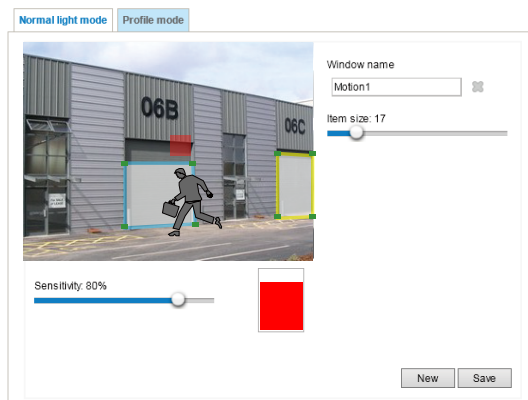 Normal light mode
Profile mode
Window name
Motion1
Item size: 17
06B
06C
Sensitivity: 80%
New
Save